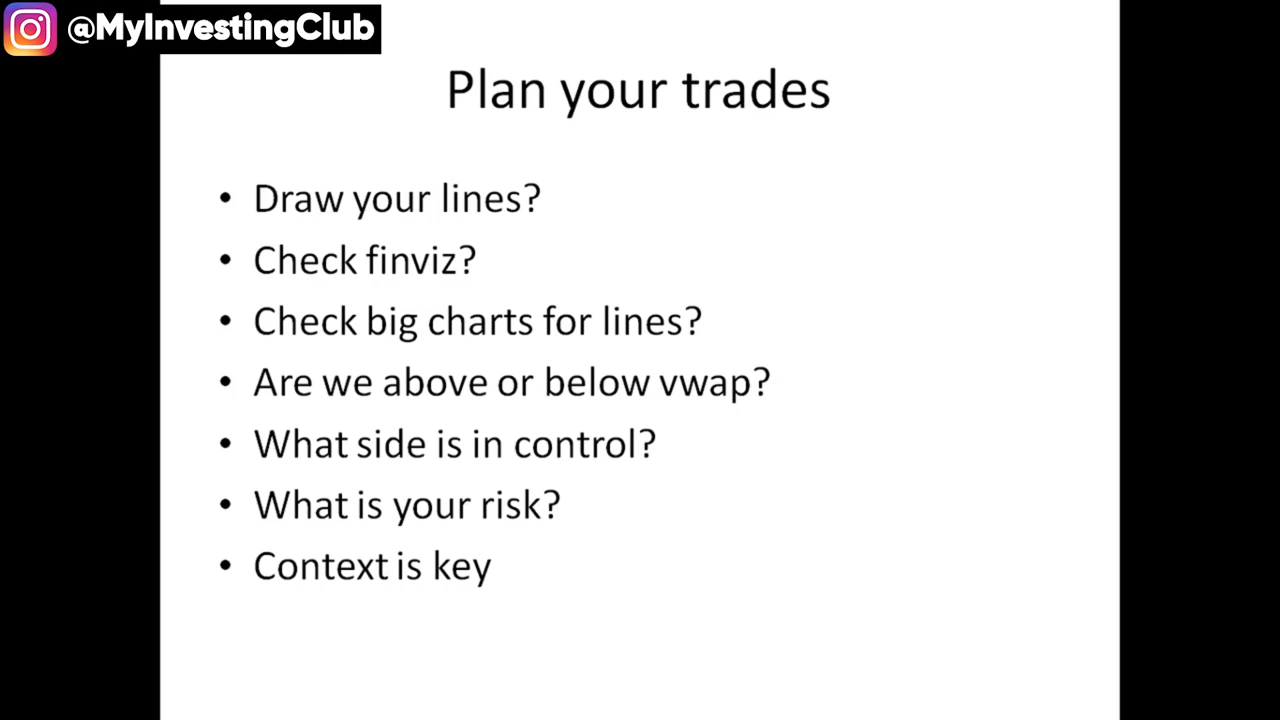 @MyInvestingClub
Plan your trades
• Draw your lines?
• Check finviz?
• Check big charts for lines?
• Are we above or below vwap?
• What side is in control?
• What is your risk?
• Context is key